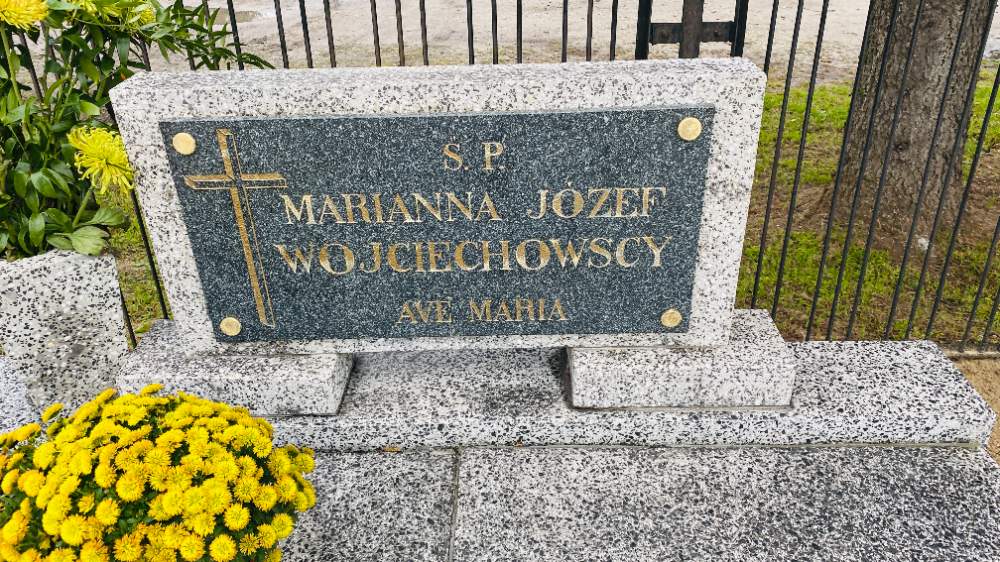 Ś. P.
MARIANNA JÓZEF
WOJCIECHOWSCY
AVE MARIA